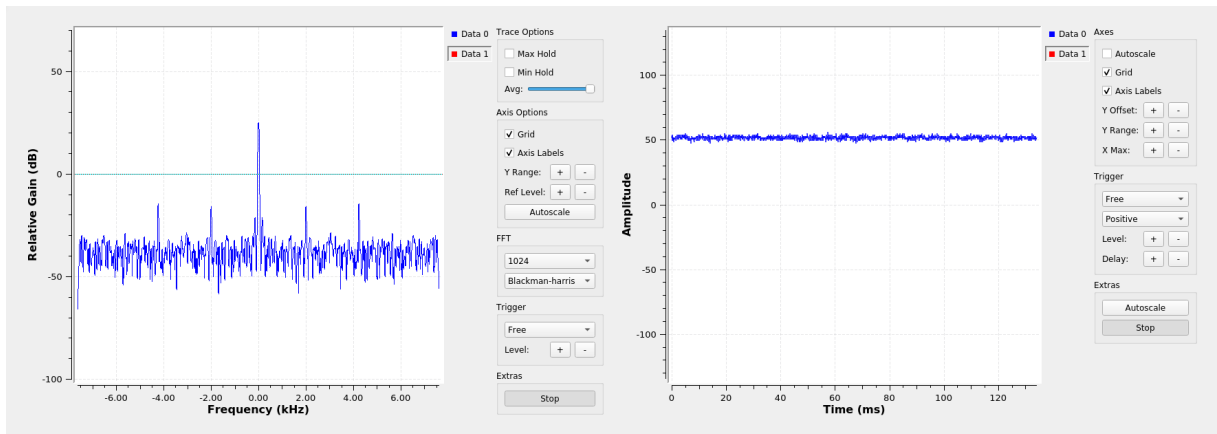 Relative Gain (dB)
50
0
-50
-100
-6.00 -4.00 -2.00 0.00 2.00 4.00 6.00
Frequency (kHz)
Data 0
Data 1
Trace Options
Max Hold
Min Hold
Avg:
Axis Options
Grid
Axis Labels
Y Range: + -
Ref Level: + -
Autoscale
FFT
1024
Blackman-harris
Trigger
Free
Level: + -
Extras
Stop
Amplitude
100
50
0
-50
-100
0 20 40 60 80 100 120
Time (ms)
Data 0
Data 1
Axes
Autoscale
Grid
Axis Labels
Y Offset: + -
Y Range: + -
X Max: + -
Trigger
Free
Positive
Level: + -
Delay: + -
Extras
Autoscale
Stop